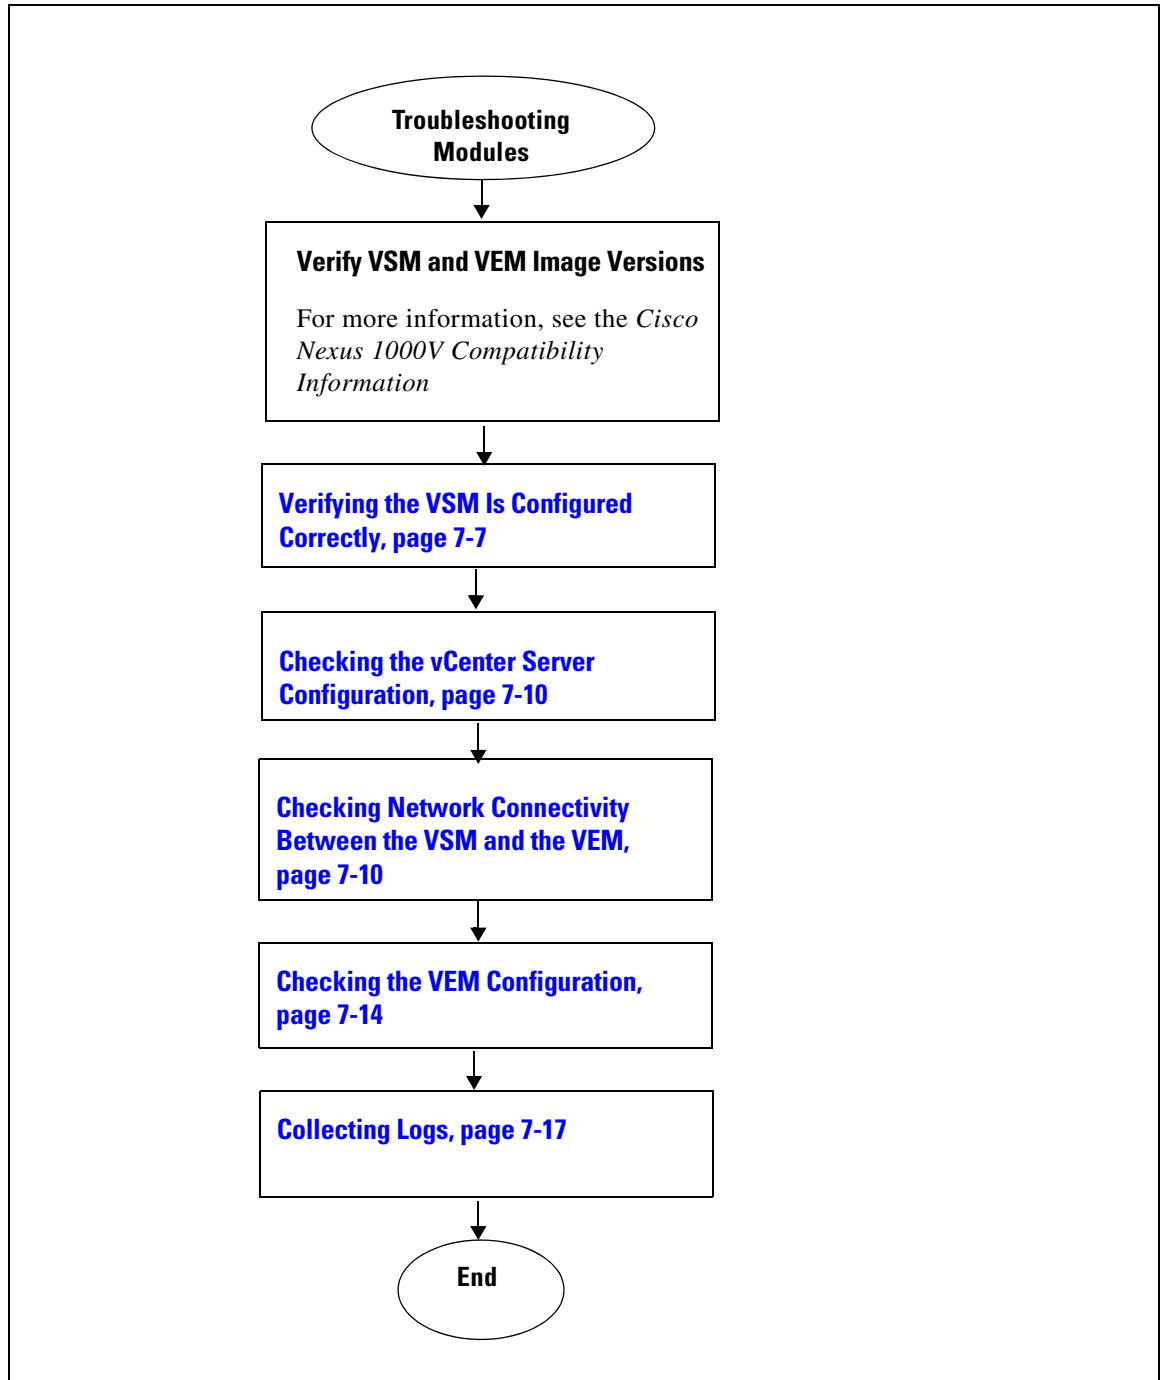 Troubleshooting
Modules
Verify VSM and VEM Image Versions
For more information, see the Cisco
Nexus 1000V Compatibility
Information
Verifying the VSM Is Configured
Correctly, page 7-7
Checking the vCenter Server
Configuration, page 7-10
Checking Network Connectivity
Between the VSM and the VEM,
page 7-10
Checking the VEM Configuration,
page 7-14
Collecting Logs, page 7-17
End